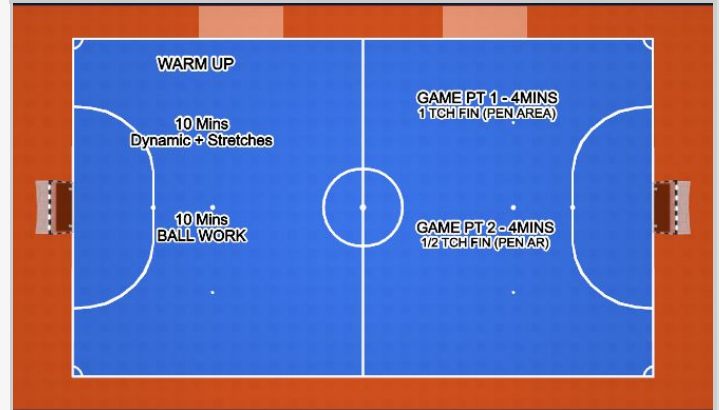 WARM UP
10 Mins
Dynamic + Stretches
10 Mins
BALL WORK
GAME PT 1 - 4MINS
1 TCH FIN (PEN AREA)
GAME PT 2 - 4MINS
1/2 TCH FIN (PEN AR)